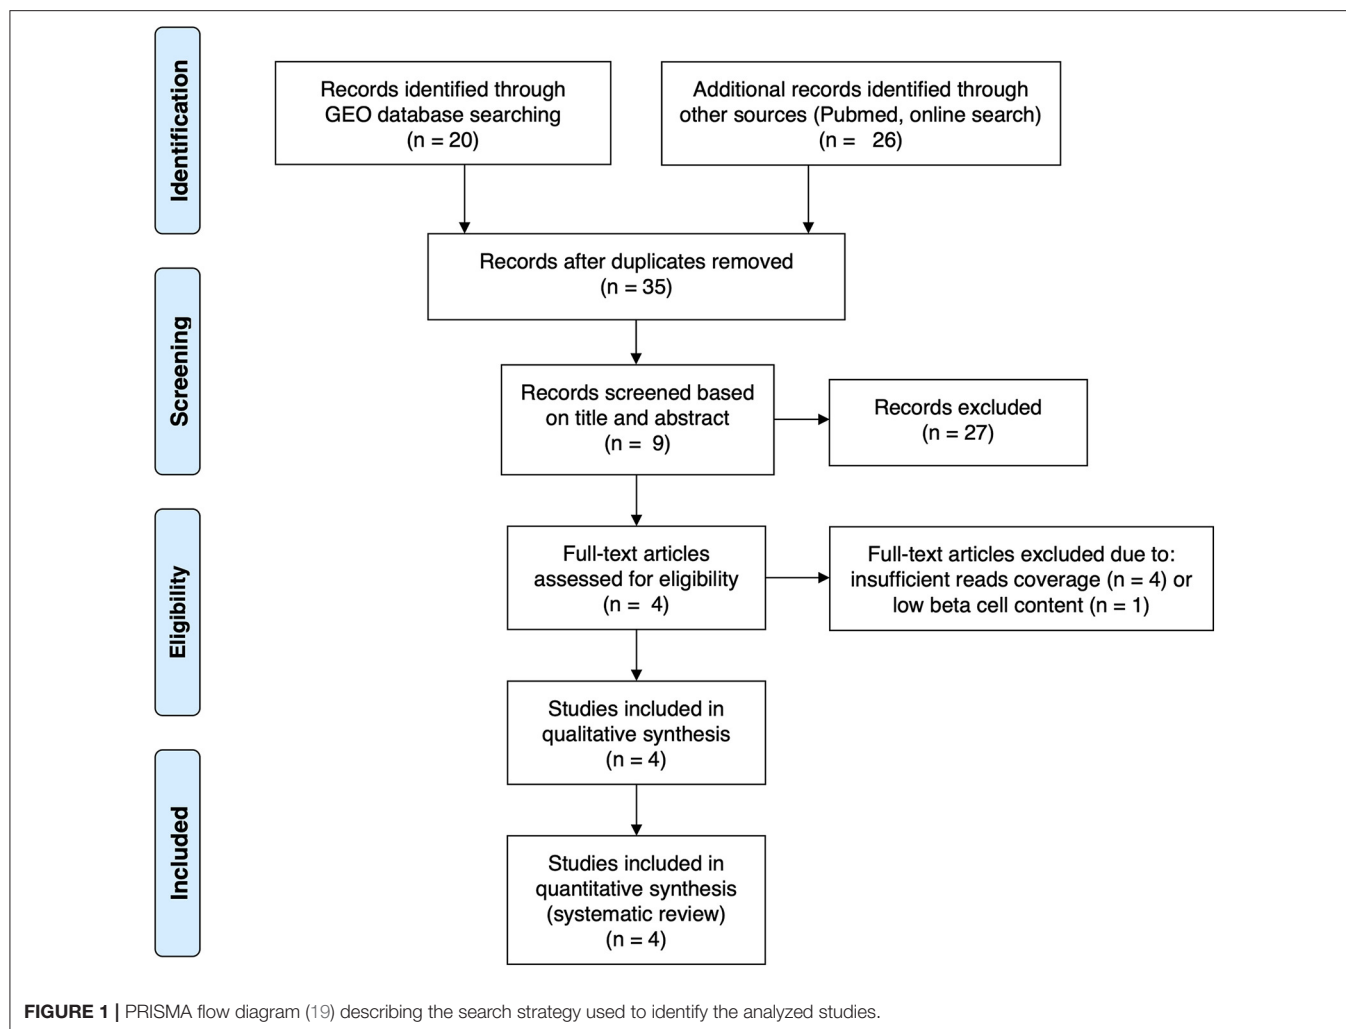 Identification
Records identified through
GEO database searching
(n = 20)
Additional records identified through
other sources (Pubmed, online search)
(n = 26)
Records after duplicates removed
(n = 35)
Screening
Records screened based
on title and abstract
(n = 9)
Records excluded
(n = 27)
Eligibility
Full-text articles
assessed for eligibility
(n = 4)
Full-text articles excluded due to:
insufficient reads coverage (n = 4) or
low beta cell content (n = 1)
Studies included in
qualitative synthesis
(n = 4)
Included
Studies included in
quantitative synthesis
(systematic review)
(n = 4)
FIGURE 1 | PRISMA flow diagram (19) describing the search strategy used to identify the analyzed studies.